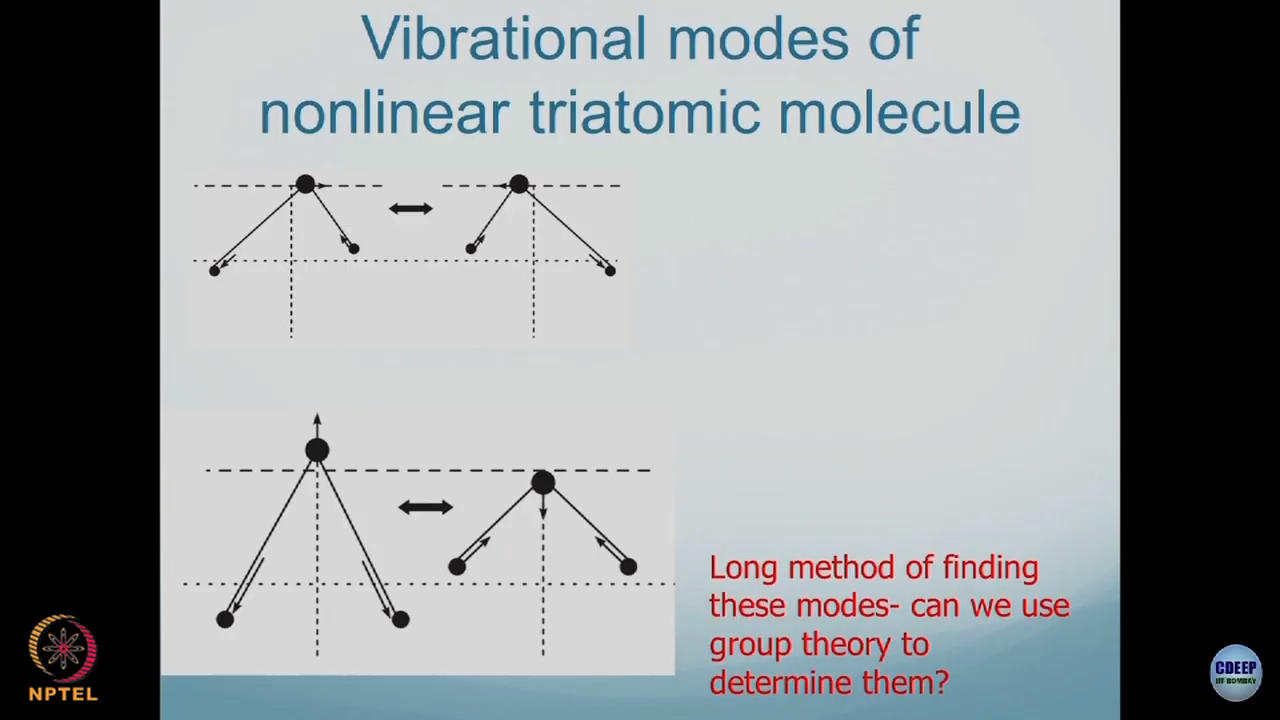 Vibrational modes of
nonlinear triatomic molecule
Long method of finding
these modes- can we use
group theory to
determine them?
NPTEL
CDEEP
IIT BOMBAY